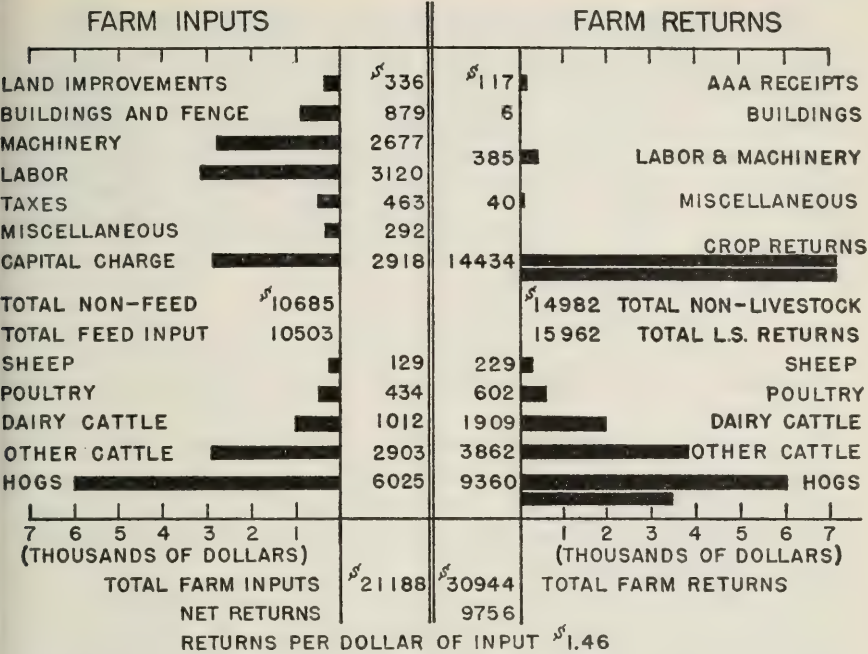 FARM INPUTS FARM RETURNS
LAND IMPROVEMENTS $336 $117 AAA RECEIPTS
BUILDINGS AND FENCE 879 6 BUILDINGS
MACHINERY 2677
385 LABOR & MACHINERY
LABOR 3120
TAXES 463 40 MISCELLANEOUS
MISCELLANEOUS 292
CROP RETURNS
CAPITAL CHARGE 2918 14434
TOTAL NON-FEED $10685 $14982 TOTAL NON-LIVESTOCK
TOTAL FEED INPUT 10503 15962 TOTAL L.S. RETURNS
SHEEP 129 229 SHEEP
POULTRY 434 602 POULTRY
DAIRY CATTLE 1012 1909 DAIRY CATTLE
OTHER CATTLE 2903 3862 OTHER CATTLE
HOGS 6025 9360 HOGS
7 6 5 4 3 2 1 1 2 3 4 5 6 7
(THOUSANDS OF DOLLARS) (THOUSANDS OF DOLLARS)
TOTAL FARM INPUTS $21188 $30944 TOTAL FARM RETURNS
NET RETURNS 9756
RETURNS PER DOLLAR OF INPUT $1.46